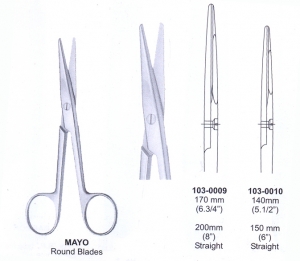 MAYO
Round Blades
103-0009
170 mm
(6.3/4")
200mm
(8")
Straight
103-0010
140mm
(5.1/2")
150 mm
(6")
Straight